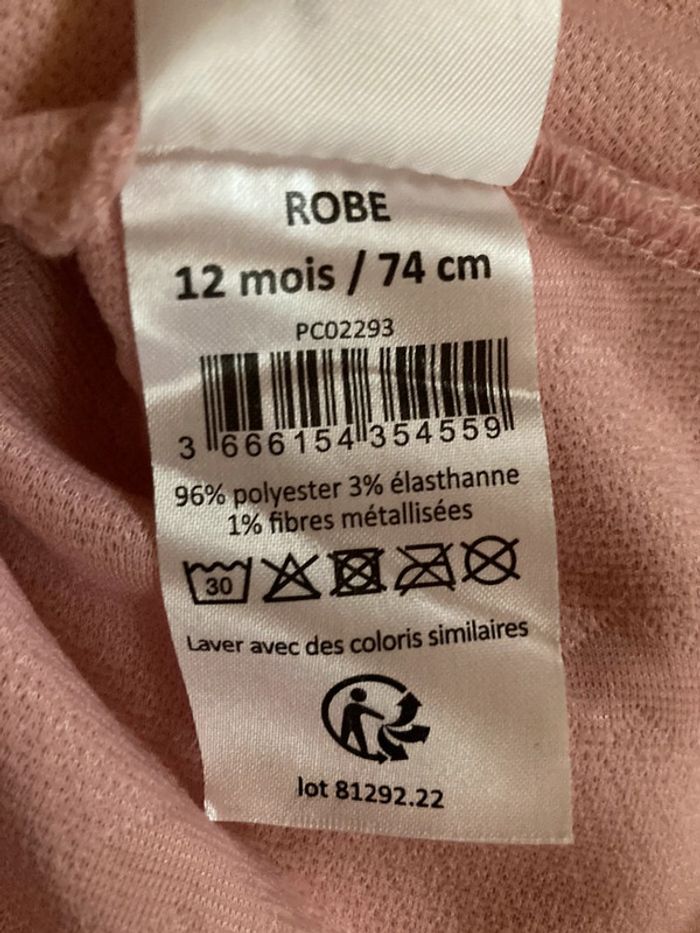 ROBE
12 mois / 74 cm
PC02293
3 666154 354559
96% polyester 3% élasthanne
1% fibres métallisées
30
Laver avec des coloris similaires
lot 81292.22